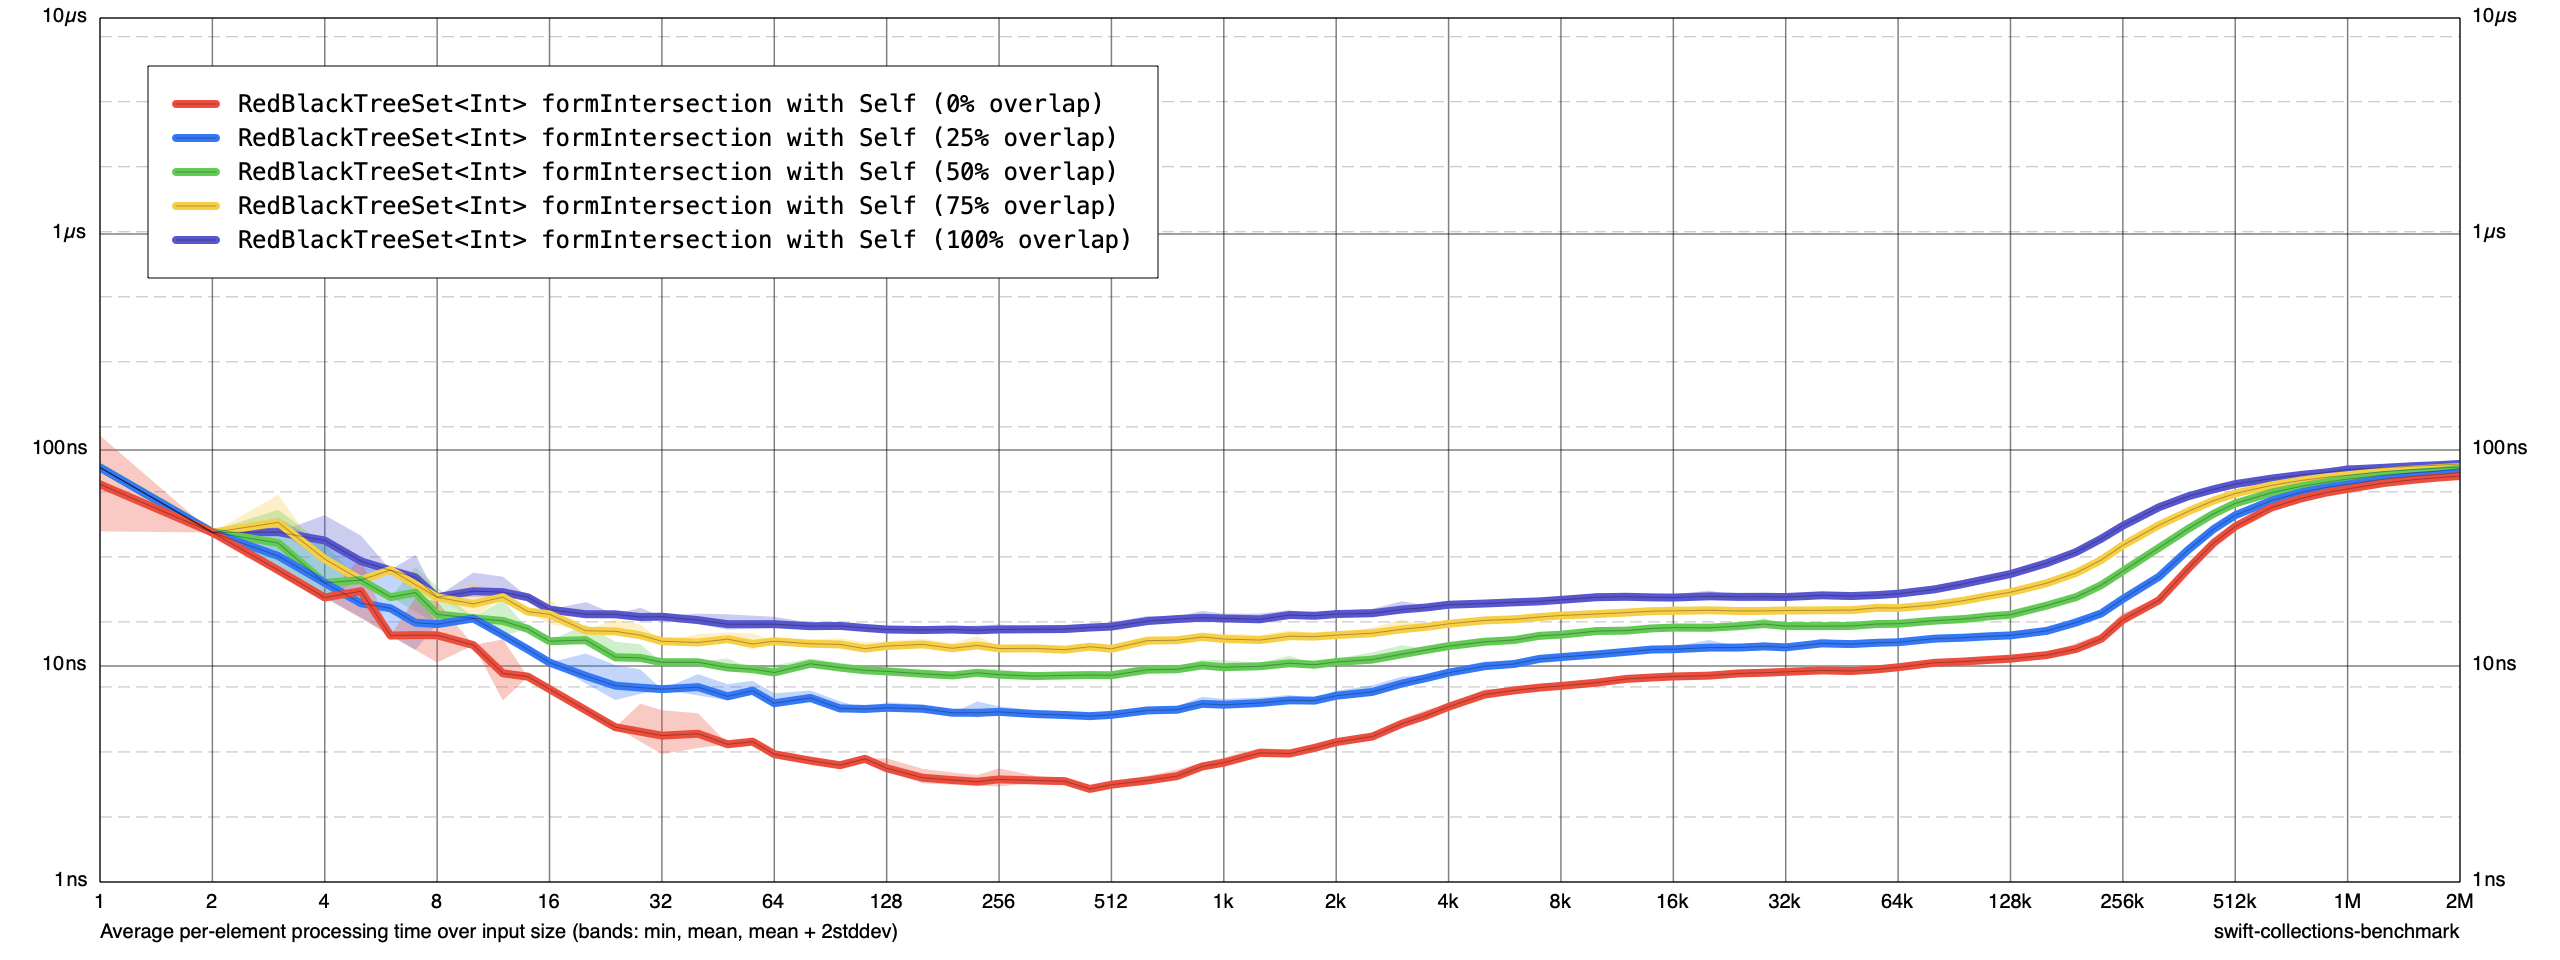 10µs
10µs
RedBlackTreeSet<Int> formIntersection with Self (0% overlap)
RedBlackTreeSet<Int> formIntersection with Self (25% overlap)
RedBlackTreeSet<Int> formIntersection with Self (50% overlap)
RedBlackTreeSet<Int> formIntersection with Self (75% overlap)
1µs
1µs
RedBlackTreeSet<Int> formIntersection with Self (100% overlap)
100ns
100ns
10ns
10ns
1ns
1ns
1 2 4 8 16 32 64 128 256 512 1k 2k 4k 8k 16k 32k 64k 128k 256k 512k 1M 2M
Average per-element processing time over input size (bands: min, mean, mean + 2stddev)
swift-collections-benchmark